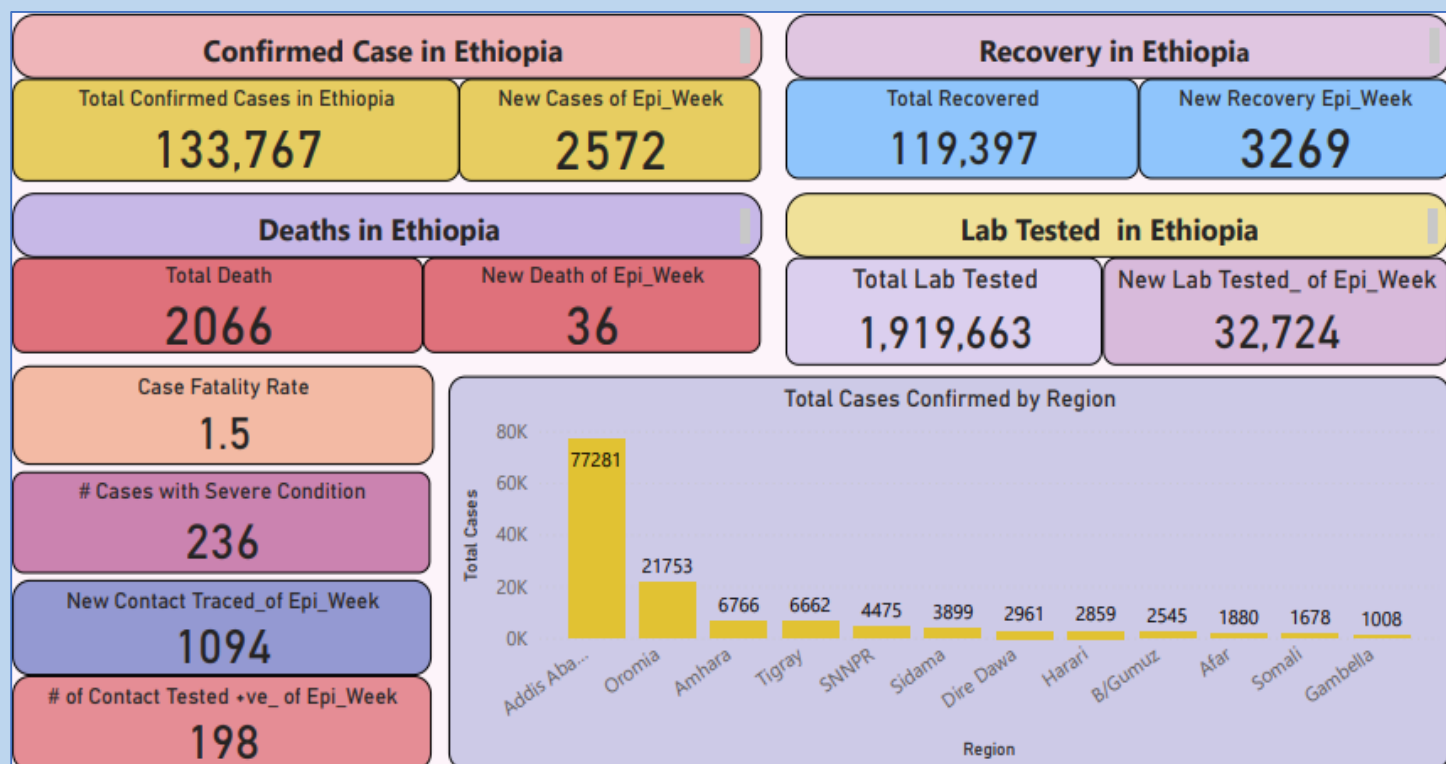 Confirmed Case in Ethiopia
Total Confirmed Cases in Ethiopia
133,767
New Cases of Epi_Week
2572
Recovery in Ethiopia
Total Recovered
119,397
New Recovery Epi_Week
3269
Deaths in Ethiopia
Total Death
2066
New Death of Epi_Week
36
Lab Tested in Ethiopia
Total Lab Tested
1,919,663
New Lab Tested_ of Epi_Week
32,724
Case Fatality Rate
1.5
# Cases with Severe Condition
236
New Contact Traced_of Epi_Week
1094
# of Contact Tested +ve_ of Epi_Week
198
Total Cases Confirmed by Region
Total Cases
80K
60K
40K
20K
0K
77281
21753
6766
6662
4475
3899
2961
2859
2545
1880
1678
1008
Addis Aba...
Oromia
Amhara
Tigray
SNNPR
Sidama
Dire Dawa
Harari
B/Gumuz
Afar
Somali
Gambella
Region